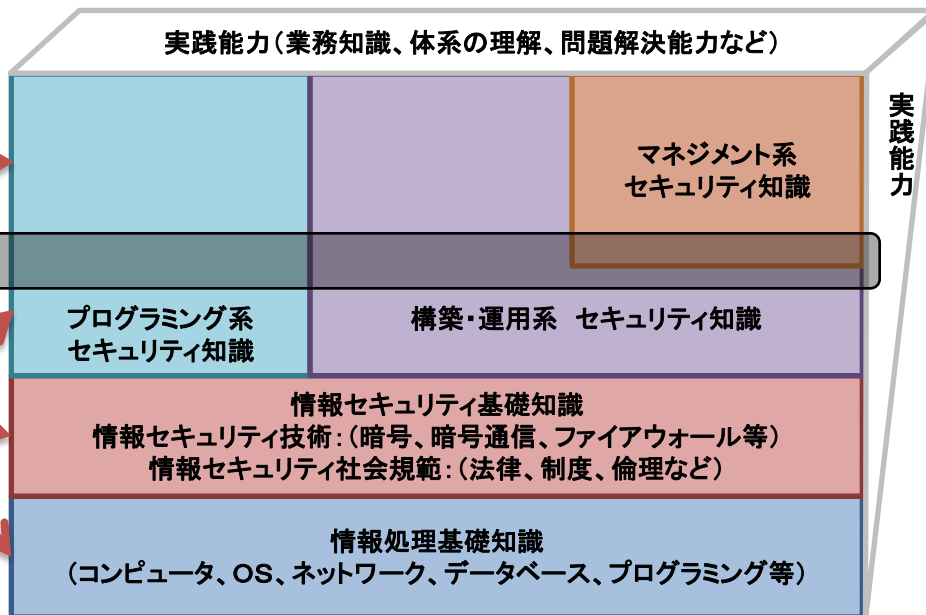 実践能力(業務知識、体系の理解、問題解決能力など)
実践能力
マネジメント系
セキュリティ知識
プログラミング系
セキュリティ知識
構築・運用系 セキュリティ知識
情報セキュリティ基礎知識
情報セキュリティ技術:(暗号、暗号通信、ファイアウォール等)
情報セキュリティ社会規範:(法律、制度、倫理など)
情報処理基礎知識
(コンピュータ、OS、ネットワーク、データベース、プログラミング等)